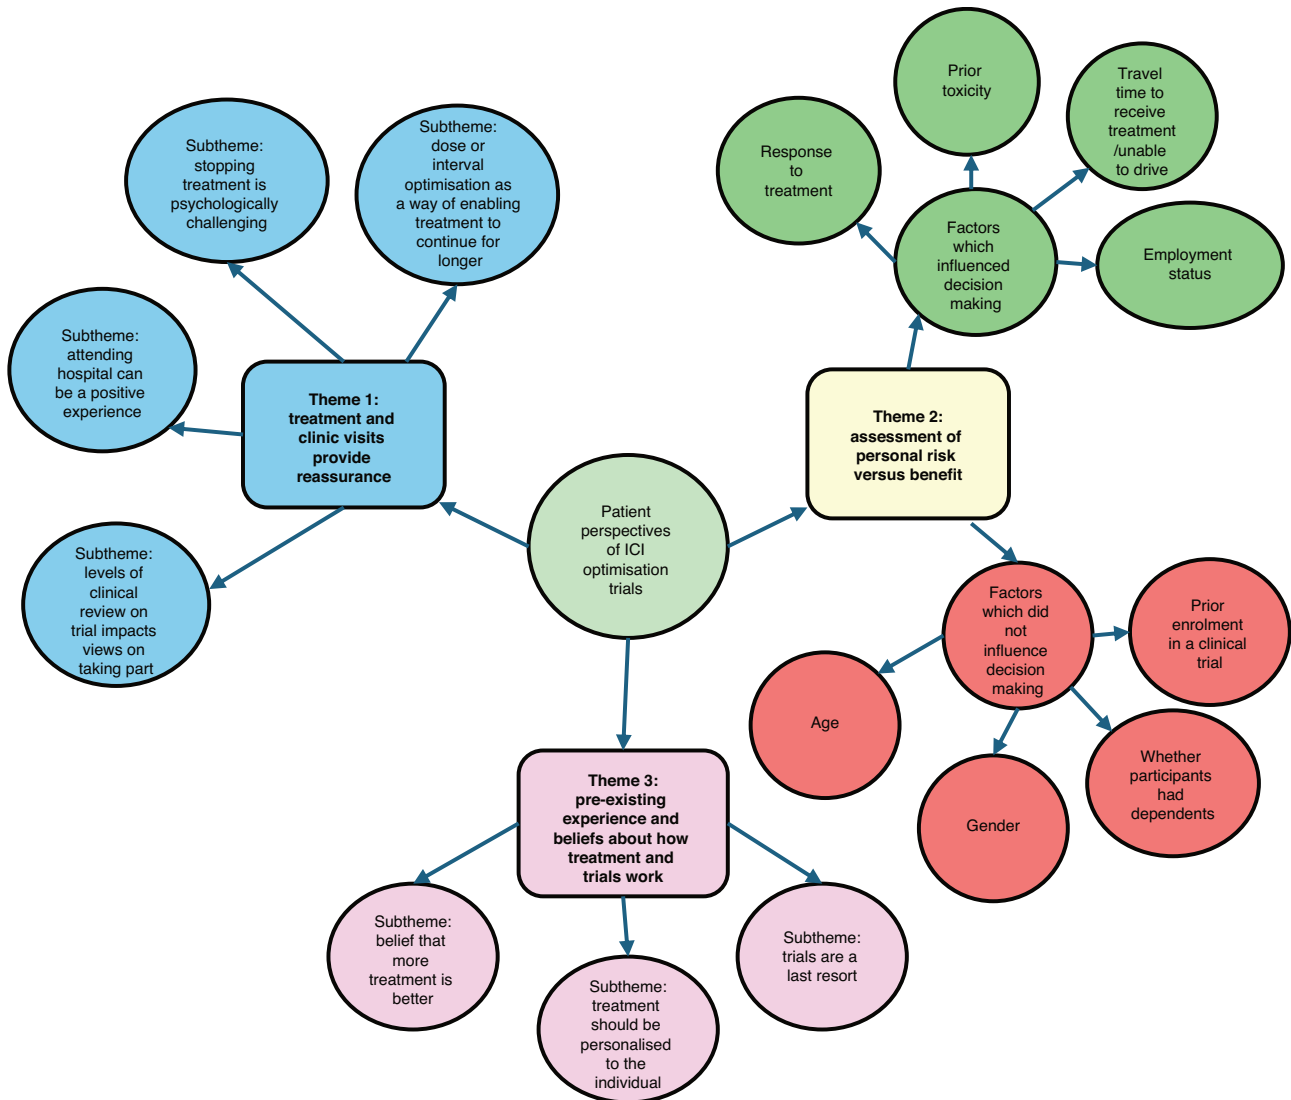 Subtheme:
stopping
treatment is
psychologically
challenging
Subtheme:
dose or
interval
optimisation as
a way of enabling
treatment to
continue for
longer
Subtheme:
attending
hospital can
be a positive
experience
Theme 1:
treatment and
clinic visits
provide
reassurance
Subtheme:
levels of
clinical
review on
trial impacts
views on
taking part
Patient
perspectives
of ICI
optimisation
trials
Response
to
treatment
Prior
toxicity
Travel
time to
receive
treatment
/unable
to drive
Factors
which
influenced
decision
making
Employment
status
Theme 2:
assessment of
personal risk
versus benefit
Factors
which did
not
influence
decision
making
Prior
enrolment
in a clinical
trial
Age
Gender
Whether
participants
had
dependents
Theme 3:
pre-existing
experience and
beliefs about how
treatment and
trials work
Subtheme:
belief that
more
treatment is
better
Subtheme:
treatment
should be
personalised
to the
individual
Subtheme:
trials are a
last resort